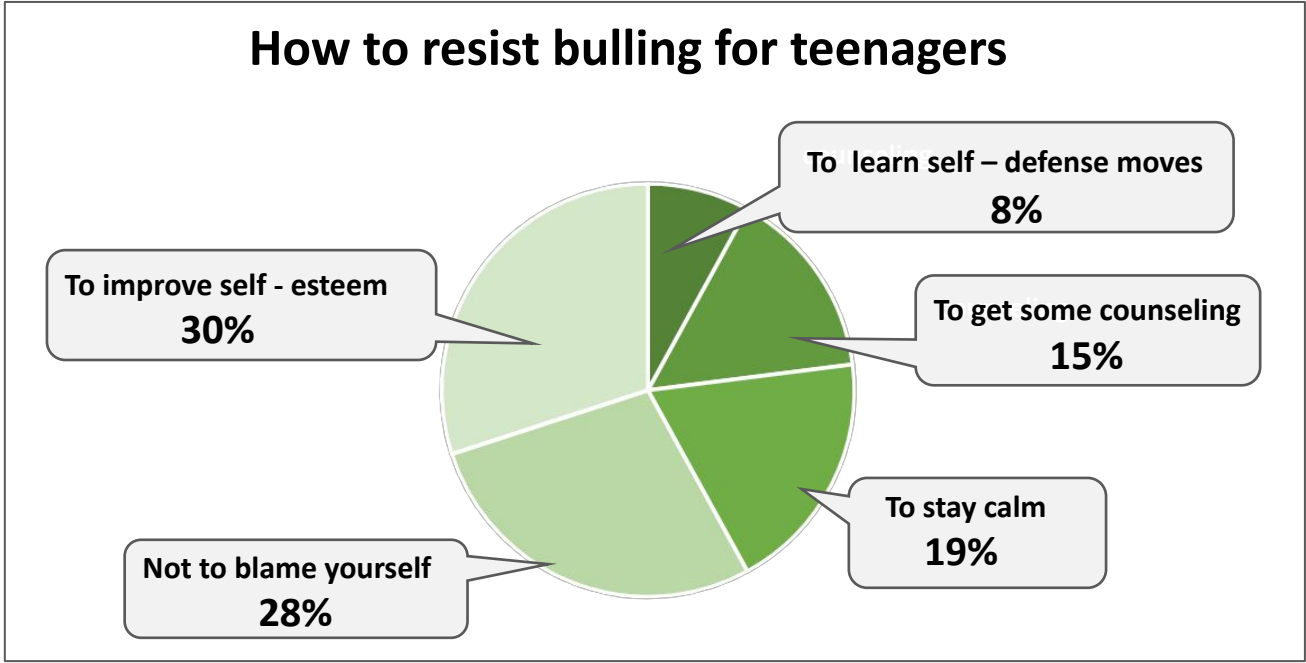 How to resist bulling for teenagers
To learn self – defense moves
8%
To improve self - esteem
30%
To get some counseling
15%
To stay calm
19%
Not to blame yourself
28%